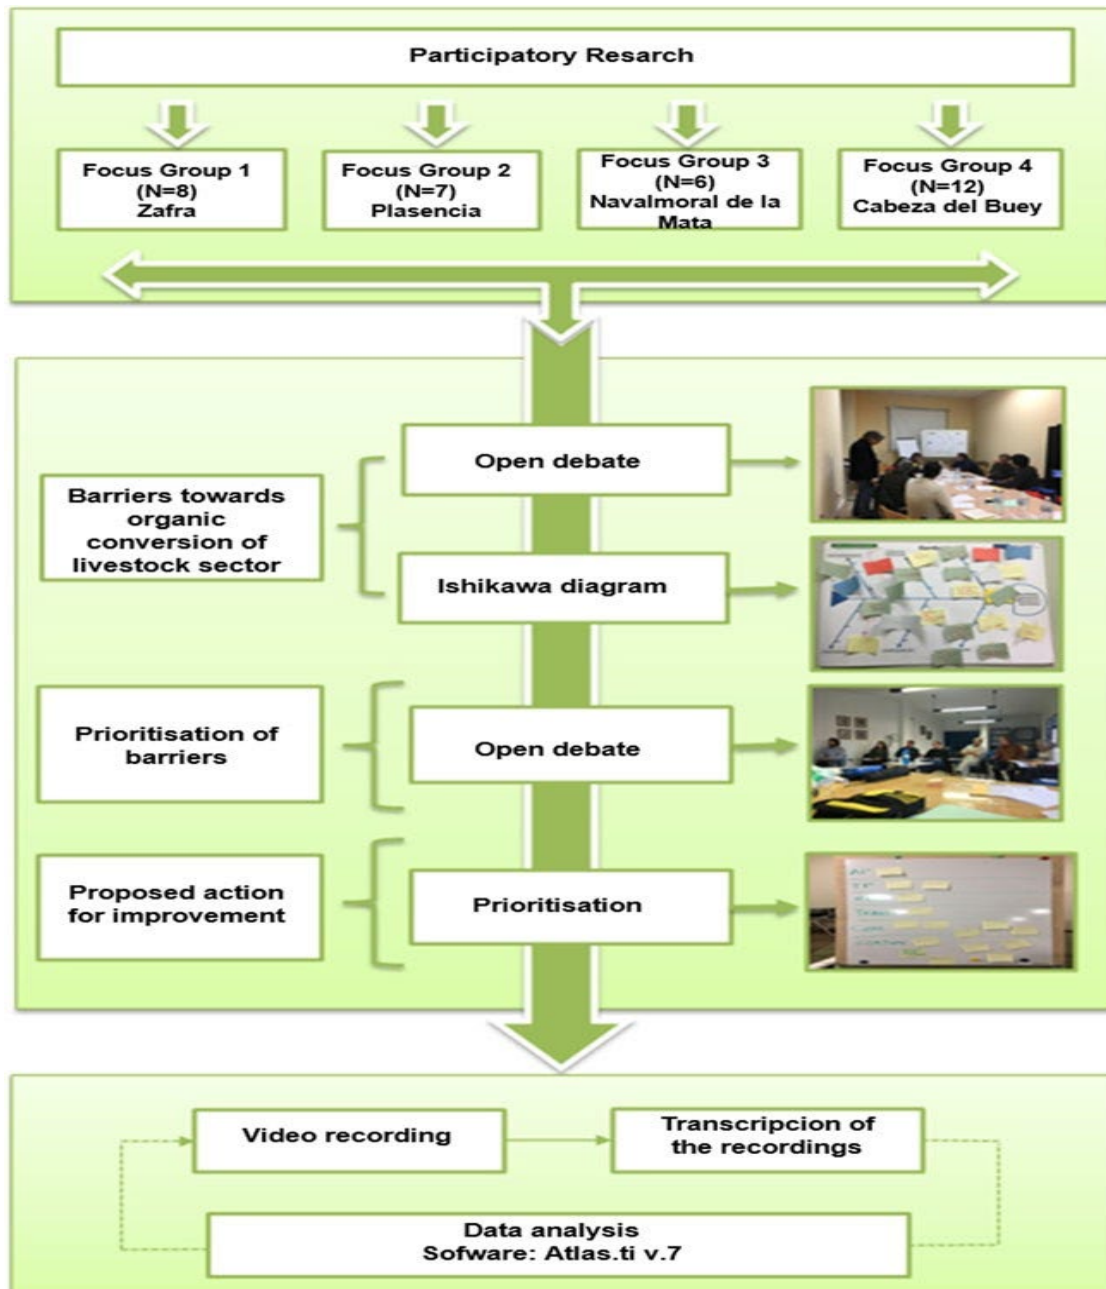 Participatory Resarch
Focus Group 1
(N=8)
Zafra
Focus Group 2
(N=7)
Plasencia
Focus Group 3
(N=6)
Navalmoral de la
Mata
Focus Group 4
(N=12)
Cabeza del Buey
Barriers towards
organic
conversion of
livestock sector
Open debate
Ishikawa diagram
Prioritisation of
barriers
Open debate
Proposed action
for improvement
Prioritisation
Video recording
Transcripcion of
the recordings
Data analysis
Sofware: Atlas.ti v.7